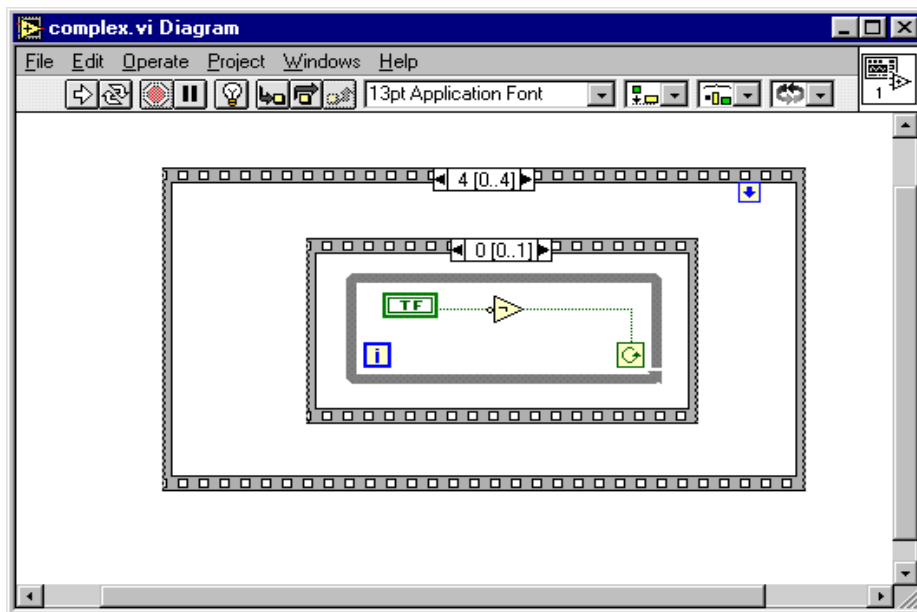 complex.vi Diagram
File Edit Operate Project Windows Help
13pt Application Font
1
4 [0..4]
0 [0..1]
TF
i